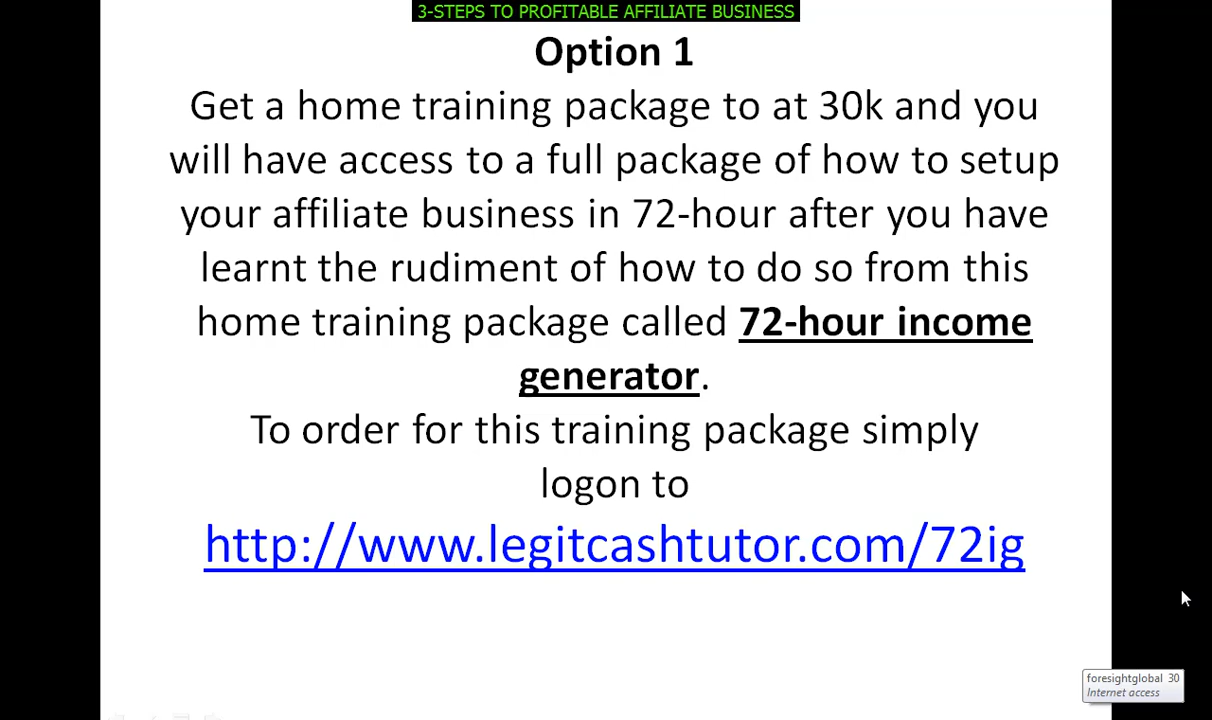 3-STEPS TO PROFITABLE AFFILIATE BUSINESS
Option 1
Get a home training package to at 30k and you
will have access to a full package of how to setup
your affiliate business in 72-hour after you have
learnt the rudiment of how to do so from this
home training package called 72-hour income
generator.
To order for this training package simply
logon to
http://www.legitcashtutor.com/72ig
foresightglobal 30
Internet access